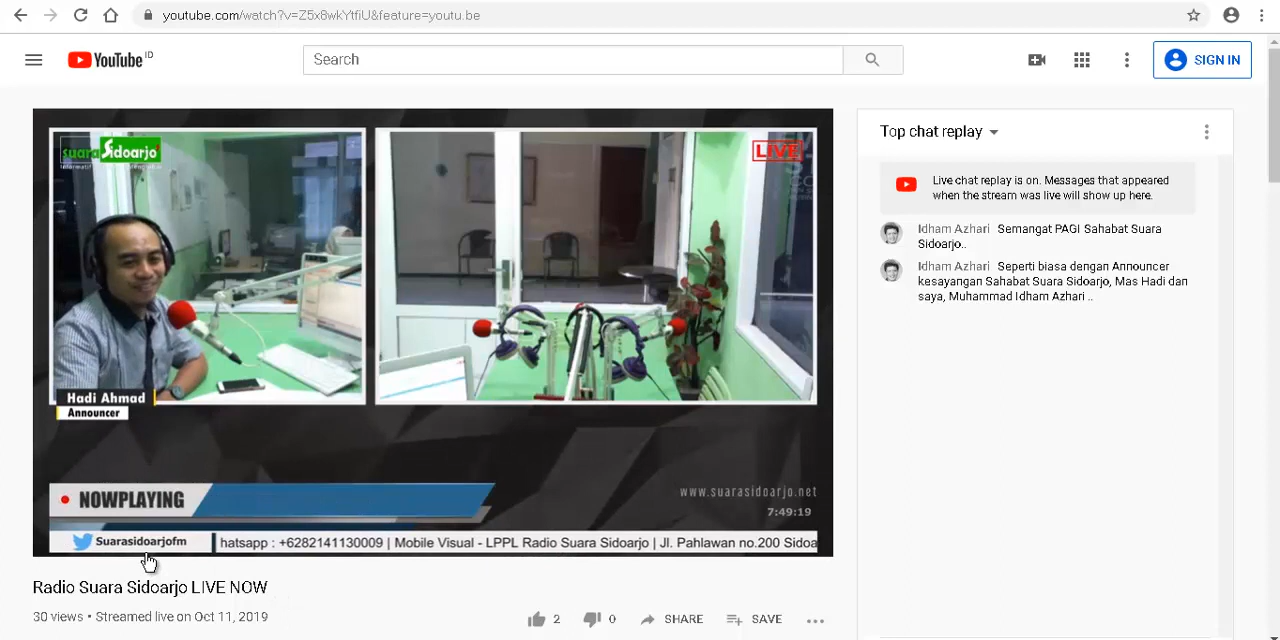 youtube.com/watch?v=Z5x8wkYtfiU&feature=youtu.be
YouTube ID
Search
SIGN IN
suara Sidoarjo
LIVE
Hadi Ahmad
Announcer
NOWPLAYING
www.suarasidoarjo.net
7:49:19
Suarasidoarjofm
hatsapp : +6282141130009 | Mobile Visual - LPPL Radio Suara Sidoarjo | Jl. Pahlawan no.200 Sidoa
Radio Suara Sidoarjo LIVE NOW
30 views • Streamed live on Oct 11, 2019
2
0
SHARE
SAVE
Top chat replay
Live chat replay is on. Messages that appeared
when the stream was live will show up here.
Idham Azhari Semangat PAGI Sahabat Suara
Sidoarjo..
Idham Azhari Seperti biasa dengan Announcer
kesayangan Sahabat Suara Sidoarjo, Mas Hadi dan
saya, Muhammad Idham Azhari ..